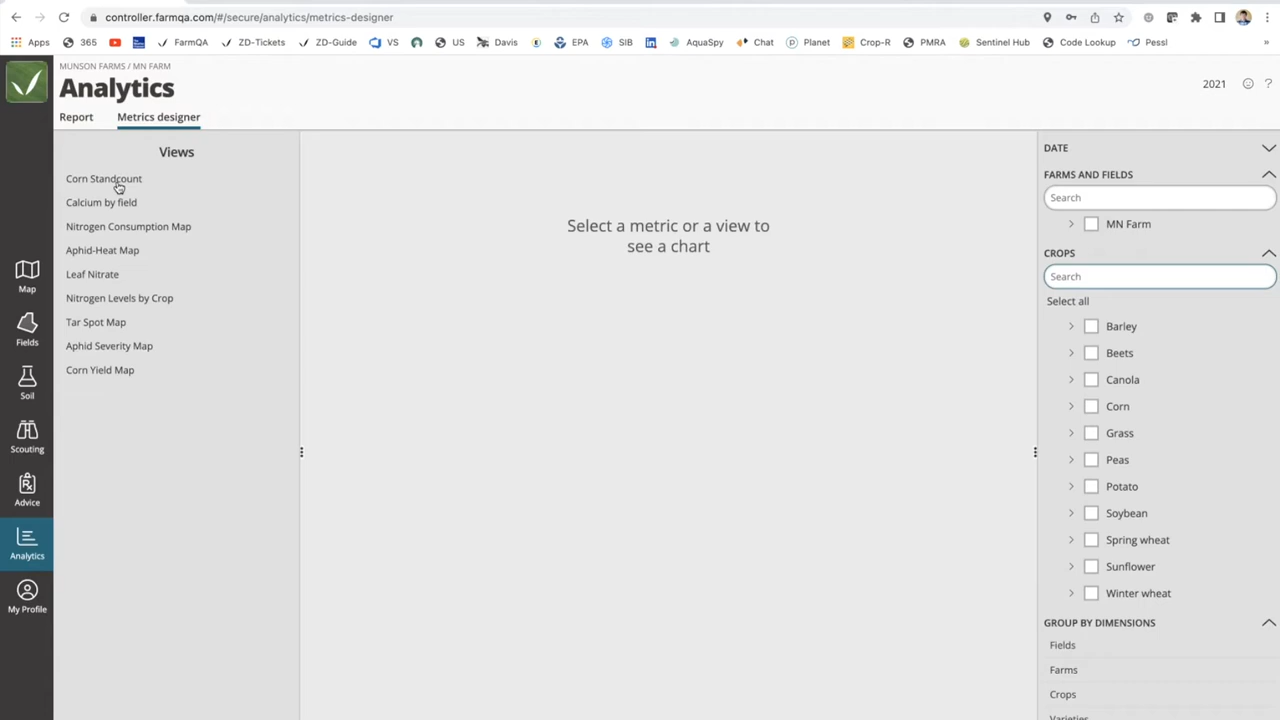 controller.farmqa.com/#/secure/analytics/metrics-designer
Apps 365 FarmQA ZD-Tickets ZD-Guide VS US Davis EPA SIB AquaSpy Chat Planet Crop-R PMRA Sentinel Hub Code Lookup Pessl »
MUNSON FARMS / MN FARM
Analytics
2021 ?
Report Metrics designer
Views
Corn Standcount
Calcium by field
Nitrogen Consumption Map
Aphid-Heat Map
Leaf Nitrate
Nitrogen Levels by Crop
Tar Spot Map
Aphid Severity Map
Corn Yield Map
Map
Fields
Soil
Scouting
Advice
Analytics
My Profile
Select a metric or a view to
see a chart
DATE
FARMS AND FIELDS
Search
MN Farm
CROPS
Search
Select all
Barley
Beets
Canola
Corn
Grass
Peas
Potato
Soybean
Spring wheat
Sunflower
Winter wheat
GROUP BY DIMENSIONS
Fields
Farms
Crops
Varieties